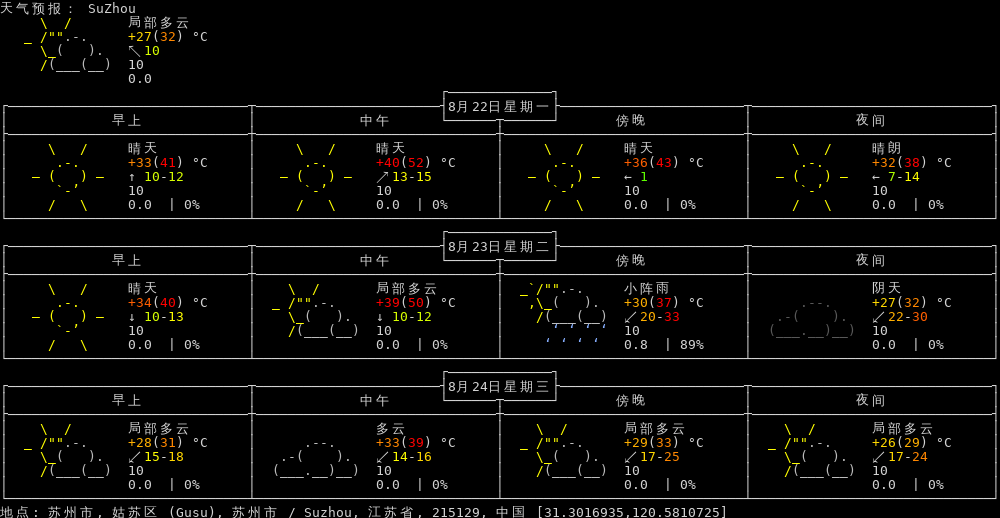 天气预报: SuZhou
局部多云
+27(32) °C
↖ 10
10
0.0
8月22日星期一
早上 中午 傍晚 夜间
晴天 晴天 晴天 晴朗
+33(41) °C +40(52) °C +36(43) °C +32(38) °C
↑ 10-12 ↗ 13-15 ← 1 ← 7-14
10 10 10 10
0.0 | 0% 0.0 | 0% 0.0 | 0% 0.0 | 0%
8月23日星期二
早上 中午 傍晚 夜间
晴天 局部多云 小阵雨 阴天
+34(40) °C +39(50) °C +30(37) °C +27(32) °C
↓ 10-13 ↓ 10-12 ↙ 20-33 ↙ 22-30
10 10 10 10
0.0 | 0% 0.0 | 0% 0.8 | 89% 0.0 | 0%
8月24日星期三
早上 中午 傍晚 夜间
局部多云 多云 局部多云 局部多云
+28(31) °C +33(39) °C +29(33) °C +26(29) °C
↙ 15-18 ↙ 14-16 ↙ 17-25 ↙ 17-24
10 10 10 10
0.0 | 0% 0.0 | 0% 0.0 | 0% 0.0 | 0%
地点: 苏州市, 姑苏区 (Gusu), 苏州市 / Suzhou, 江苏省, 215129, 中国 [31.3016935,120.5810725]